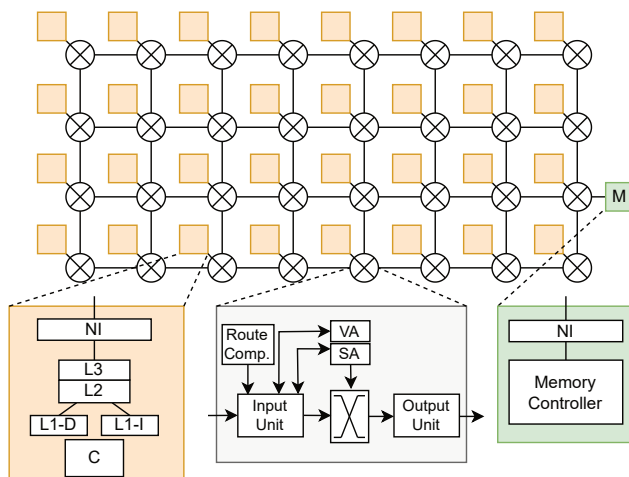 M
NI
L3
L2
L1-D
L1-I
C
Route
Comp.
VA
SA
Input
Unit
Output
Unit
NI
Memory
Controller